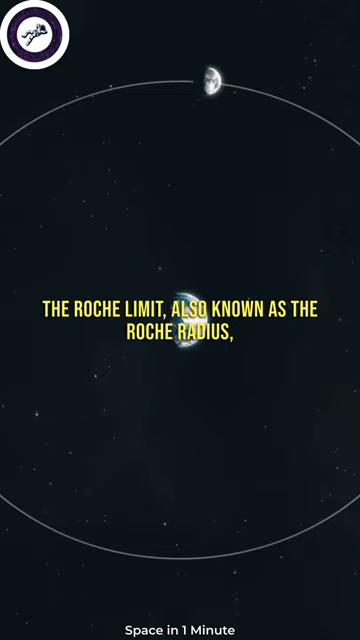 THE ROCHE LIMIT, ALSO KNOWN AS THE
ROCHE RADIUS,
Space in 1 Minute